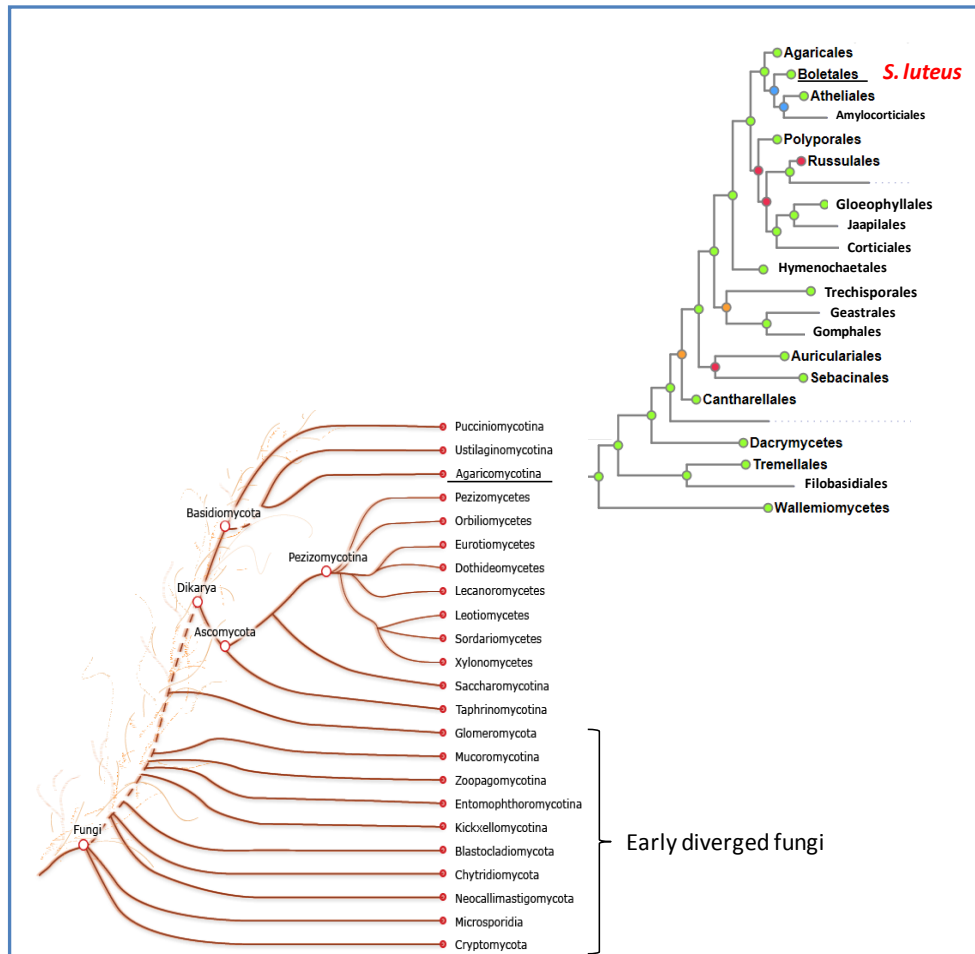 Agaricales
Boletales S. luteus
Atheliales
Amylocorticiales
Polyporales
Russulales
Gloeophyllales
Jaapilales
Corticiales
Hymenochaetales
Trechisporales
Geastrales
Gomphales
Auriculariales
Sebacinales
Cantharellales
Dacrymycetes
Tremellales
Filobasidiales
Wallemiomycetes
Pucciniomycotina
Ustilaginomycotina
Agaricomycotina
Basidiomycota
Pezizomycetes
Orbiliomycetes
Eurotiomycetes
Pezizomycotina
Dothideomycetes
Dikarya
Lecanoromycetes
Leotiomycetes
Ascomycota
Sordariomycetes
Xylonomycetes
Saccharomycotina
Taphrinomycotina
Glomeromycota
Mucoromycotina
Zoopagomycotina
Entomophthoromycotina
Fungi
Kickxellomycotina
Early diverged fungi
Blastocladiomycota
Chytridiomycota
Neocallimastigomycota
Microsporidia
Cryptomycota